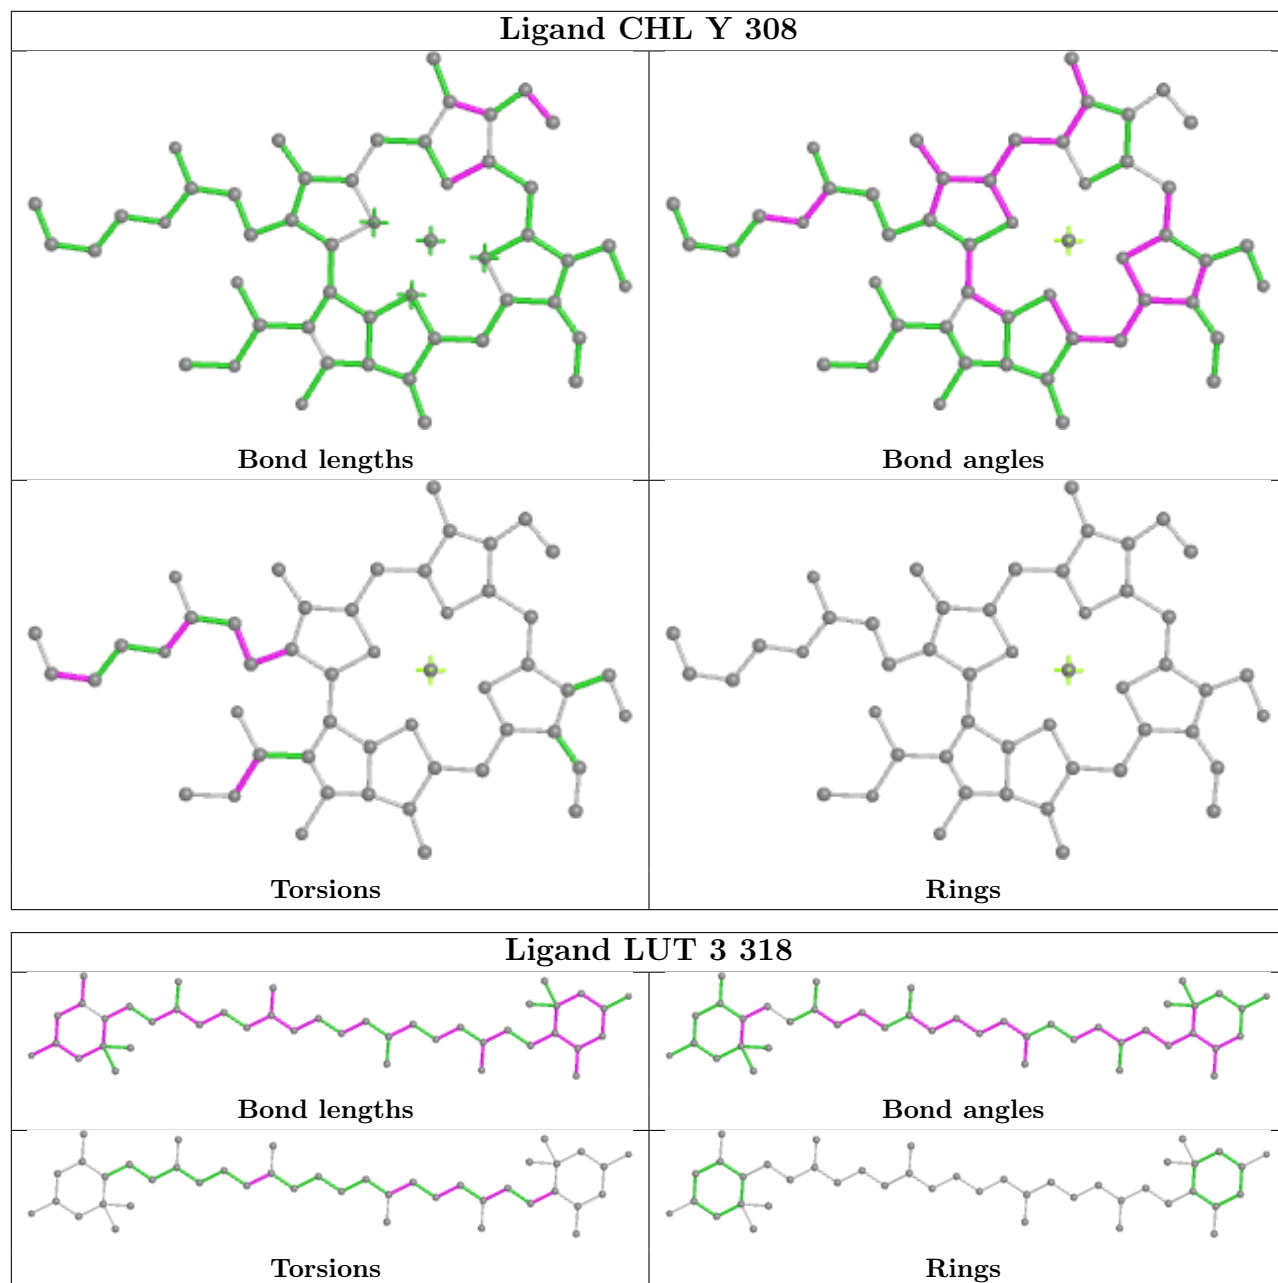 Ligand CHL Y 308
Bond lengths
Bond angles
Torsions
Rings
Ligand LUT 3 318
Bond lengths
Bond angles
Torsions
Rings